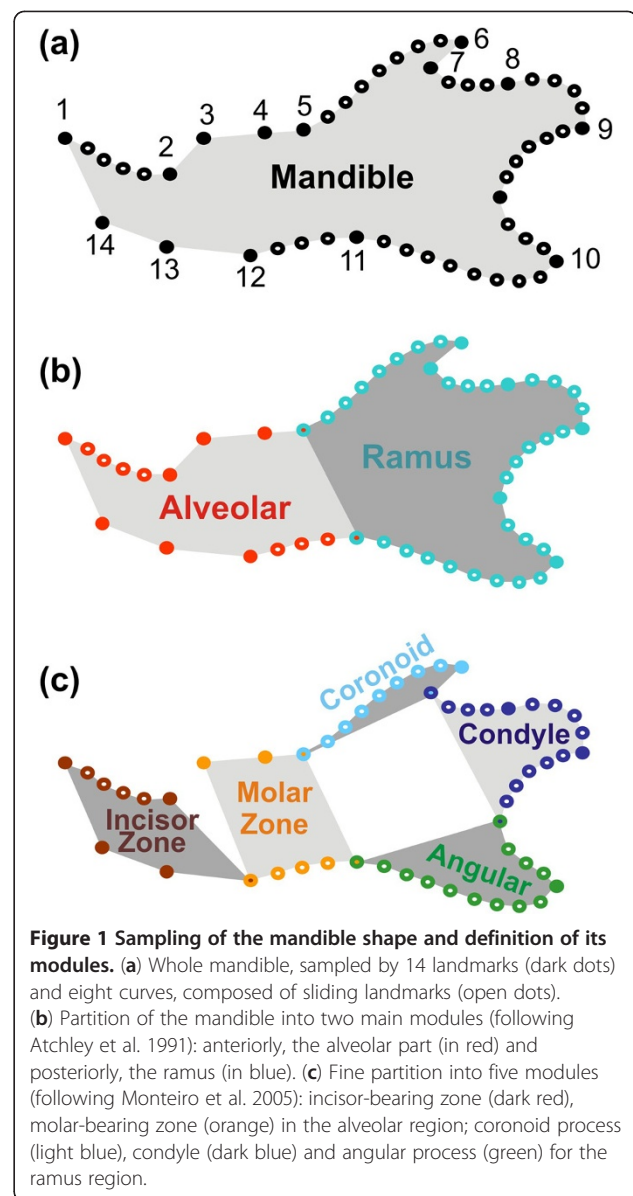 (a)
6
7
8
1
3
4
5
2
9
Mandible
14
13
12
11
10
(b)
Ramus
Alveolar
(c)
Coronoid
Condyle
Molar
Zone
Incisor
Zone
Angular
Figure 1 Sampling of the mandible shape and definition of its
modules. (a) Whole mandible, sampled by 14 landmarks (dark dots)
and eight curves, composed of sliding landmarks (open dots).
(b) Partition of the mandible into two main modules (following
Atchley et al. 1991): anteriorly, the alveolar part (in red) and
posteriorly, the ramus (in blue). (c) Fine partition into five modules
(following Monteiro et al. 2005): incisor-bearing zone (dark red),
molar-bearing zone (orange) in the alveolar region; coronoid process
(light blue), condyle (dark blue) and angular process (green) for the
ramus region.